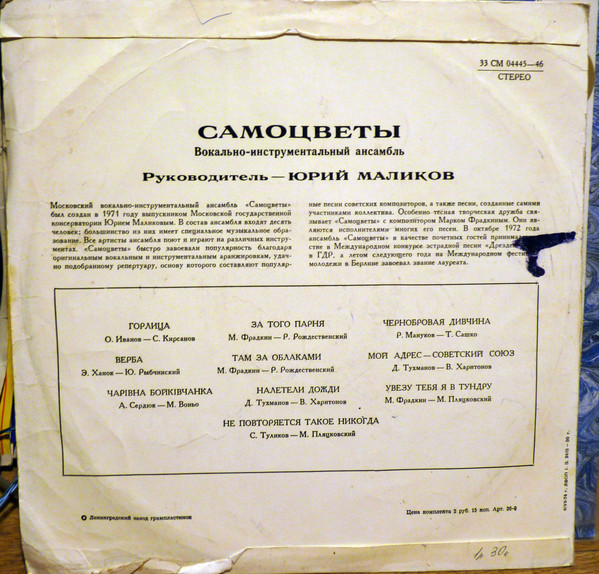 33 СМ 04445—46
СТЕРЕО
САМОЦВЕТЫ
Вокально-инструментальный ансамбль
Руководитель — ЮРИЙ МАЛИКОВ
Московский вокально-инструментальный ансамбль «Самоцветы»
был создан в 1971 году выпускником Московской государственной
консерватории Юрием Маликовым. В состав ансамбля входят десять
человек; большинство из них имеет специальное музыкальное обра-
зование. Все артисты ансамбля поют и играют на различных инстру-
ментах. «Самоцветы» быстро завоевали популярность благодаря
оригинальным вокальным и инструментальным аранжировкам, удач-
но подобранному репертуару, основу которого составляют популяр-
ные песни советских композиторов, а также песни, созданные самими
участниками коллектива. Особенно тесная творческая дружба свя-
зывает «Самоцветы» с композитором Марком Фрадкиным. Они яв-
ляются исполнителями многих его песен. В октябре 1972 года
ансамбль «Самоцветы» в качестве почетных гостей принимал
стие в Международном конкурсе эстрадной песни
в ГДР, а летом следующего года на Международном
молодежи в Берлине завоевал звание лауреата.
ГОРЛИЦА
О. Иванов — С. Кирсанов
ВЕРБА
Э. Ханок — Ю. Рыбчинский
ЧАРІВНА БОЙКІВЧАНКА
А. Сердюк — М. Воньо
ЗА ТОГО ПАРНЯ
М. Фрадкин — Р. Рождественский
ТАМ ЗА ОБЛАКАМИ
М. Фрадкин — Р. Рождественский
НАЛЕТЕЛИ ДОЖДИ
Д. Тухманов — В. Харитонов
ЧЕРНОБРОВАЯ ДИВЧИНА
Р. Мануков — Т. Сашко
МОЙ АДРЕС — СОВЕТСКИЙ СОЮЗ
Д. Тухманов — В. Харитонов
УВЕЗУ ТЕБЯ Я В ТУНДРУ
М. Фрадкин — М. Пляцковский
НЕ ПОВТОРЯЕТСЯ ТАКОЕ НИКОГДА
С. Туликов — М. Пляцковский
Ленинградский завод грампластинок
Цена комплекта 2 руб. 15 коп. Арт. 30-9